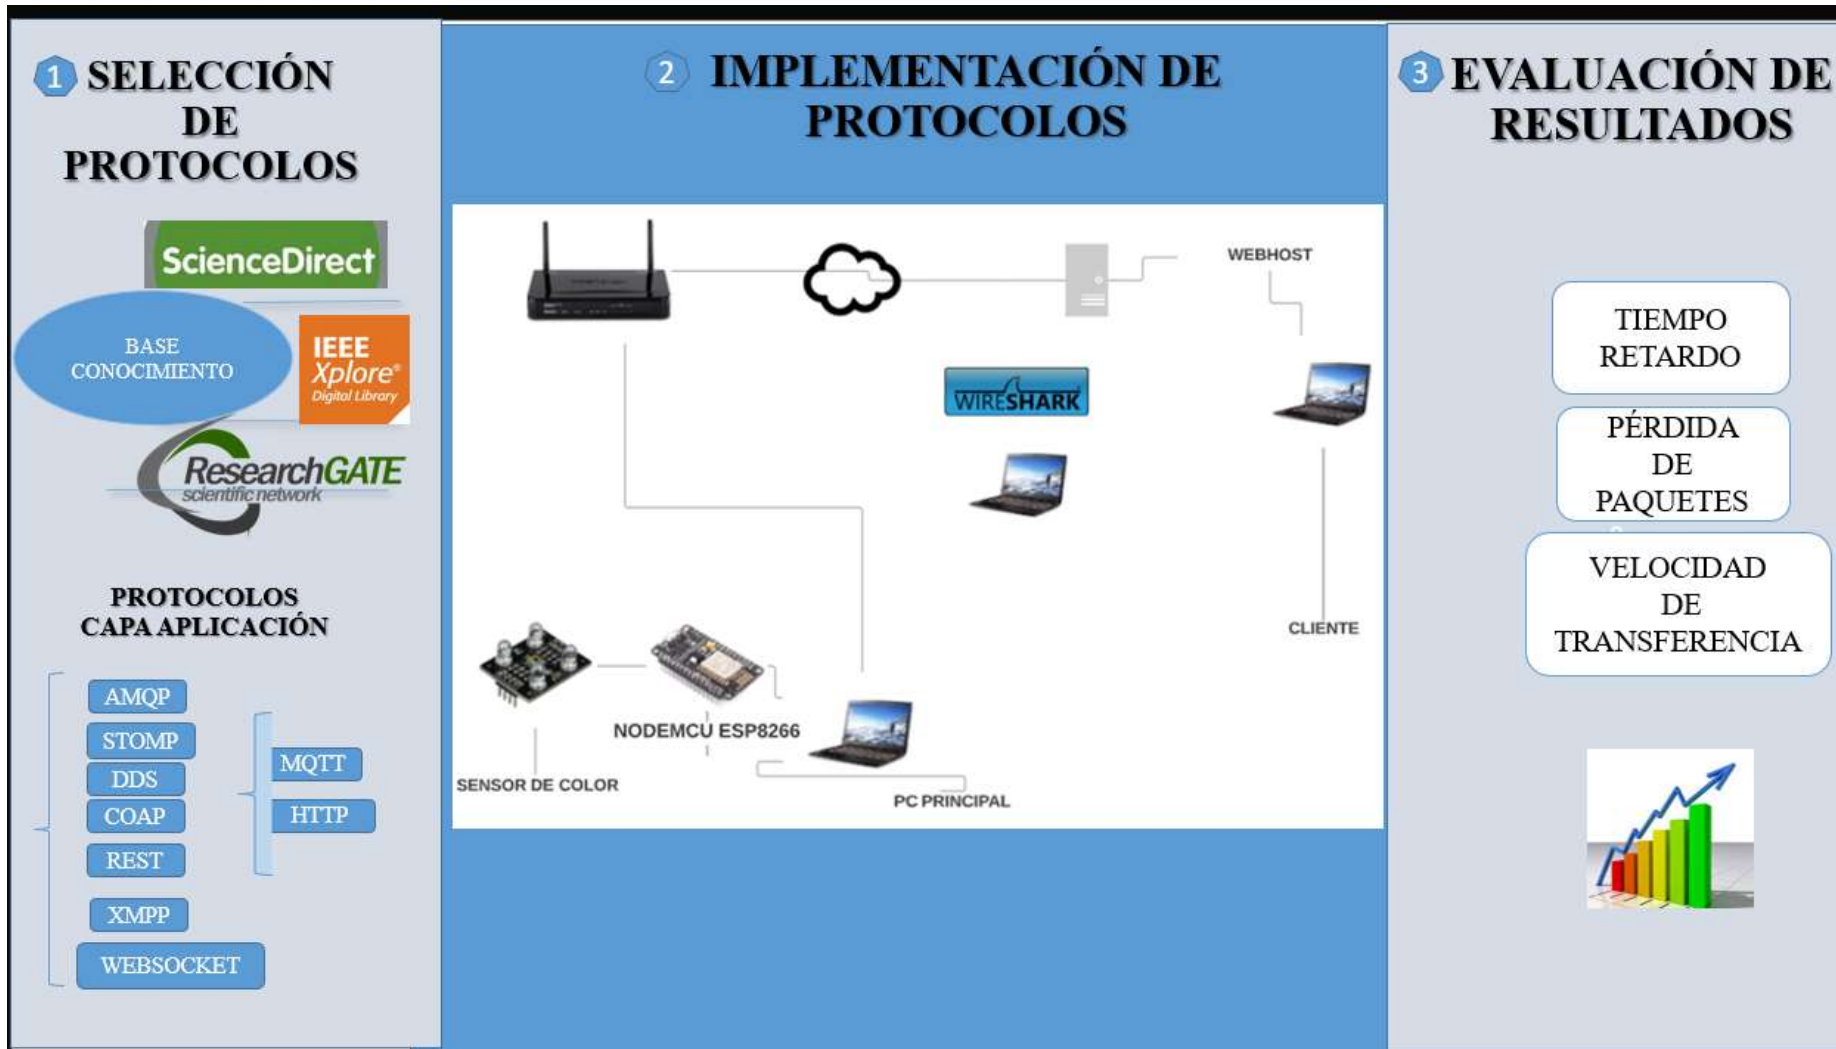 1 SELECCIÓN
DE
PROTOCOLOS
ScienceDirect
BASE
CONOCIMIENTO
IEEE
Xplore®
Digital Library
ResearchGATE
scientific network
PROTOCOLOS
CAPA APLICACIÓN
AMQP
STOMP
DDS
COAP
REST
XMPP
WEBSOCKET
MQTT
HTTP
2 IMPLEMENTACIÓN DE
PROTOCOLOS
WEBHOST
WIRESHARK
CLIENTE
NODEMCU ESP8266
SENSOR DE COLOR
PC PRINCIPAL
3 EVALUACIÓN DE
RESULTADOS
TIEMPO
RETARDO
PÉRDIDA
DE
PAQUETES
VELOCIDAD
DE
TRANSFERENCIA